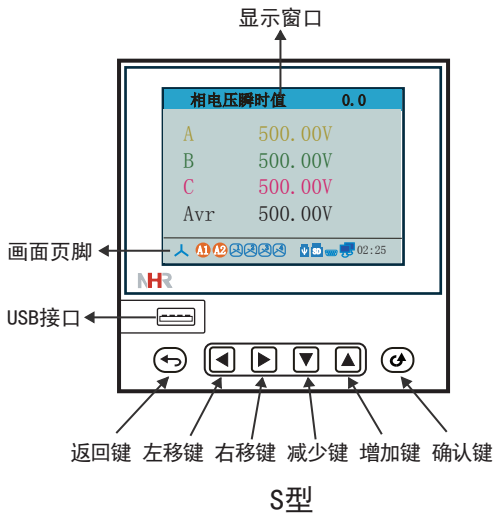 显示窗口
相电压瞬时值 0.0
A 500.00V
B 500.00V
C 500.00V
Avr 500.00V
画面页脚
A1 A2 02:25
NHR
USB接口
返回键 左移键 右移键 减少键 增加键 确认键
S型